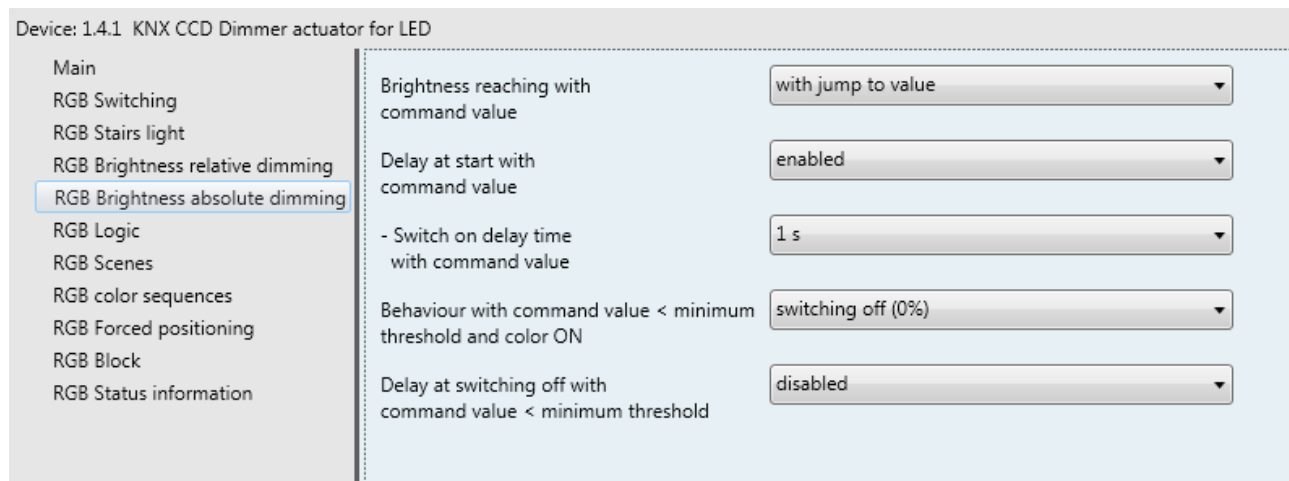 Device: 1.4.1  KNX CCD Dimmer actuator for LED
Main
RGB Switching
RGB Stairs light
RGB Brightness relative dimming
RGB Brightness absolute dimming
RGB Logic
RGB Scenes
RGB color sequences
RGB Forced positioning
RGB Block
RGB Status information
Brightness reaching with
command value
with jump to value
Delay at start with
command value
enabled
- Switch on delay time
with command value
1 s
Behaviour with command value < minimum
threshold and color ON
switching off (0%)
Delay at switching off with
command value < minimum threshold
disabled